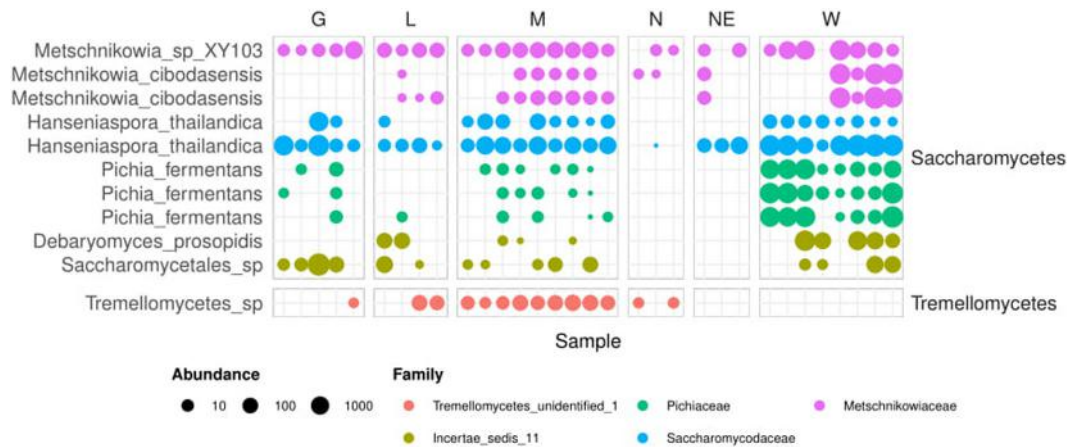 G L M N NE W
Metschnikowia_sp_XY103
Metschnikowia_cibodasensis
Metschnikowia_cibodasensis
Hanseniaspora_thailandica
Hanseniaspora_thailandica
Saccharomycetes
Pichia_fermentans
Pichia_fermentans
Pichia_fermentans
Debaryomyces_prosopidis
Saccharomycetales_sp
Tremellomycetes_sp
Tremellomycetes
Sample
Abundance
10 100 1000
Family
Tremellomycetes_unidentified_1 Pichiaceae Metschnikowiaceae
Incertae_sedis_11 Saccharomycodaceae